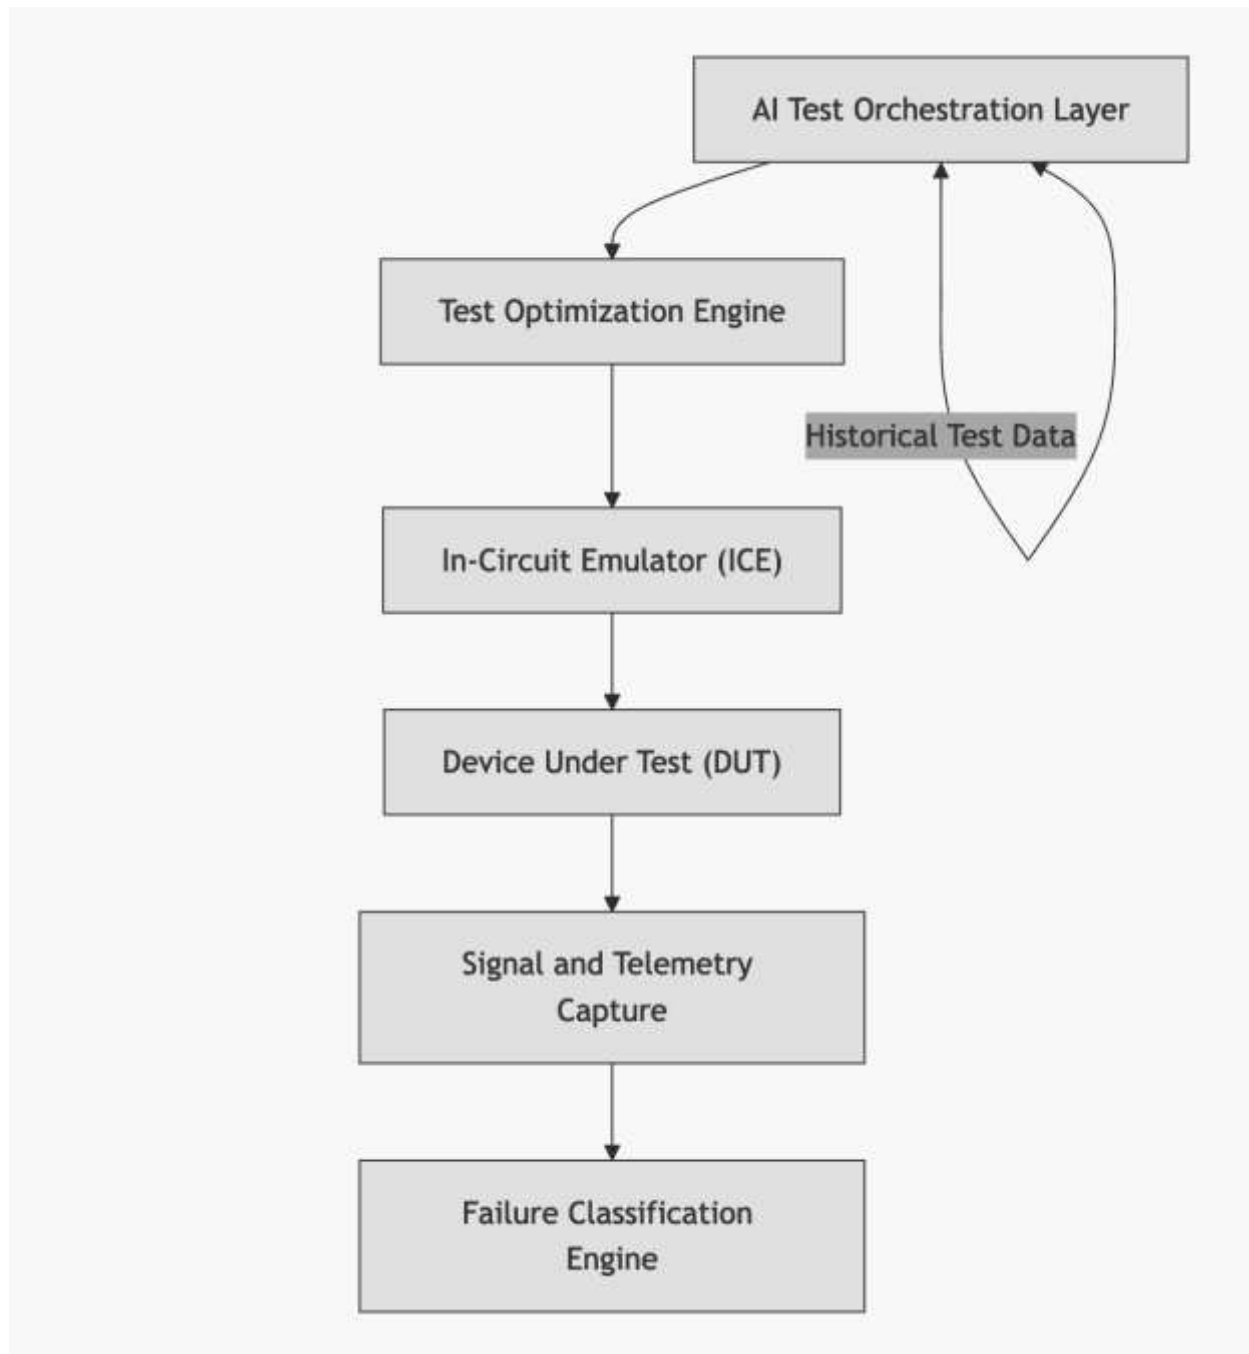 AI Test Orchestration Layer
Test Optimization Engine
Historical Test Data
In-Circuit Emulator (ICE)
Device Under Test (DUT)
Signal and Telemetry
Capture
Failure Classification
Engine